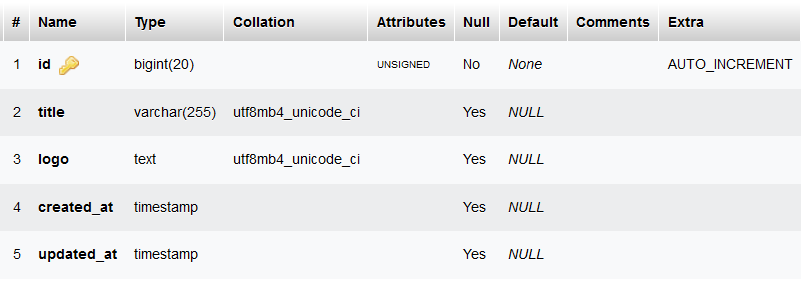 # Name Type Collation Attributes Null Default Comments Extra
1 id bigint(20) UNSIGNED No None AUTO_INCREMENT
2 title varchar(255) utf8mb4_unicode_ci Yes NULL
3 logo text utf8mb4_unicode_ci Yes NULL
4 created_at timestamp Yes NULL
5 updated_at timestamp Yes NULL